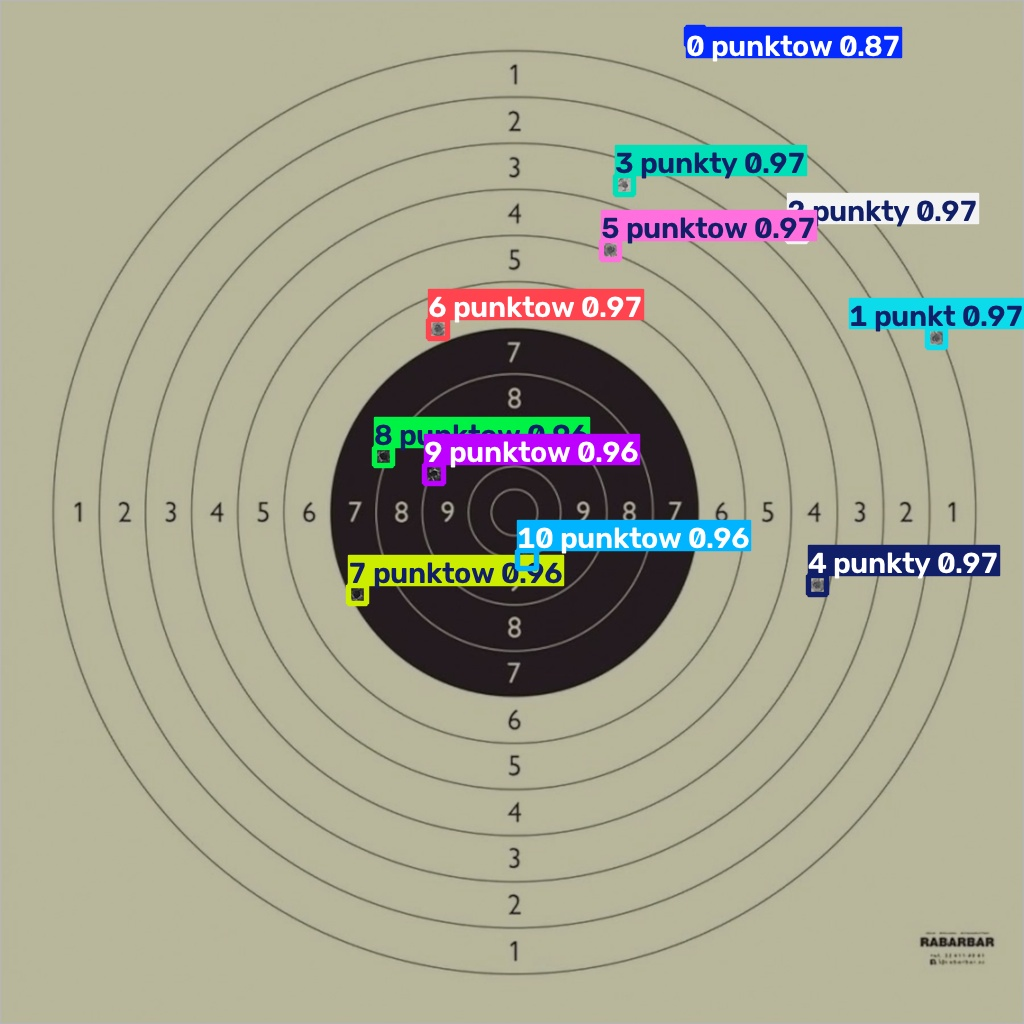 0 punktow 0.87
1
2
3 punkty 0.97
3
punkty 0.97
4
5 punktow 0.97
5
6 punktow 0.97
1 punkt 0.97
7
8
8 punktow 0.96
9 punktow 0.96
1 2 3 4 5 6 7 8 9 9 8 7 6 5 4 3 2 1
10 punktow 0.96
4 punkty 0.97
7 punktow 0.96
9
8
7
6
5
4
3
2
1
RABARBAR